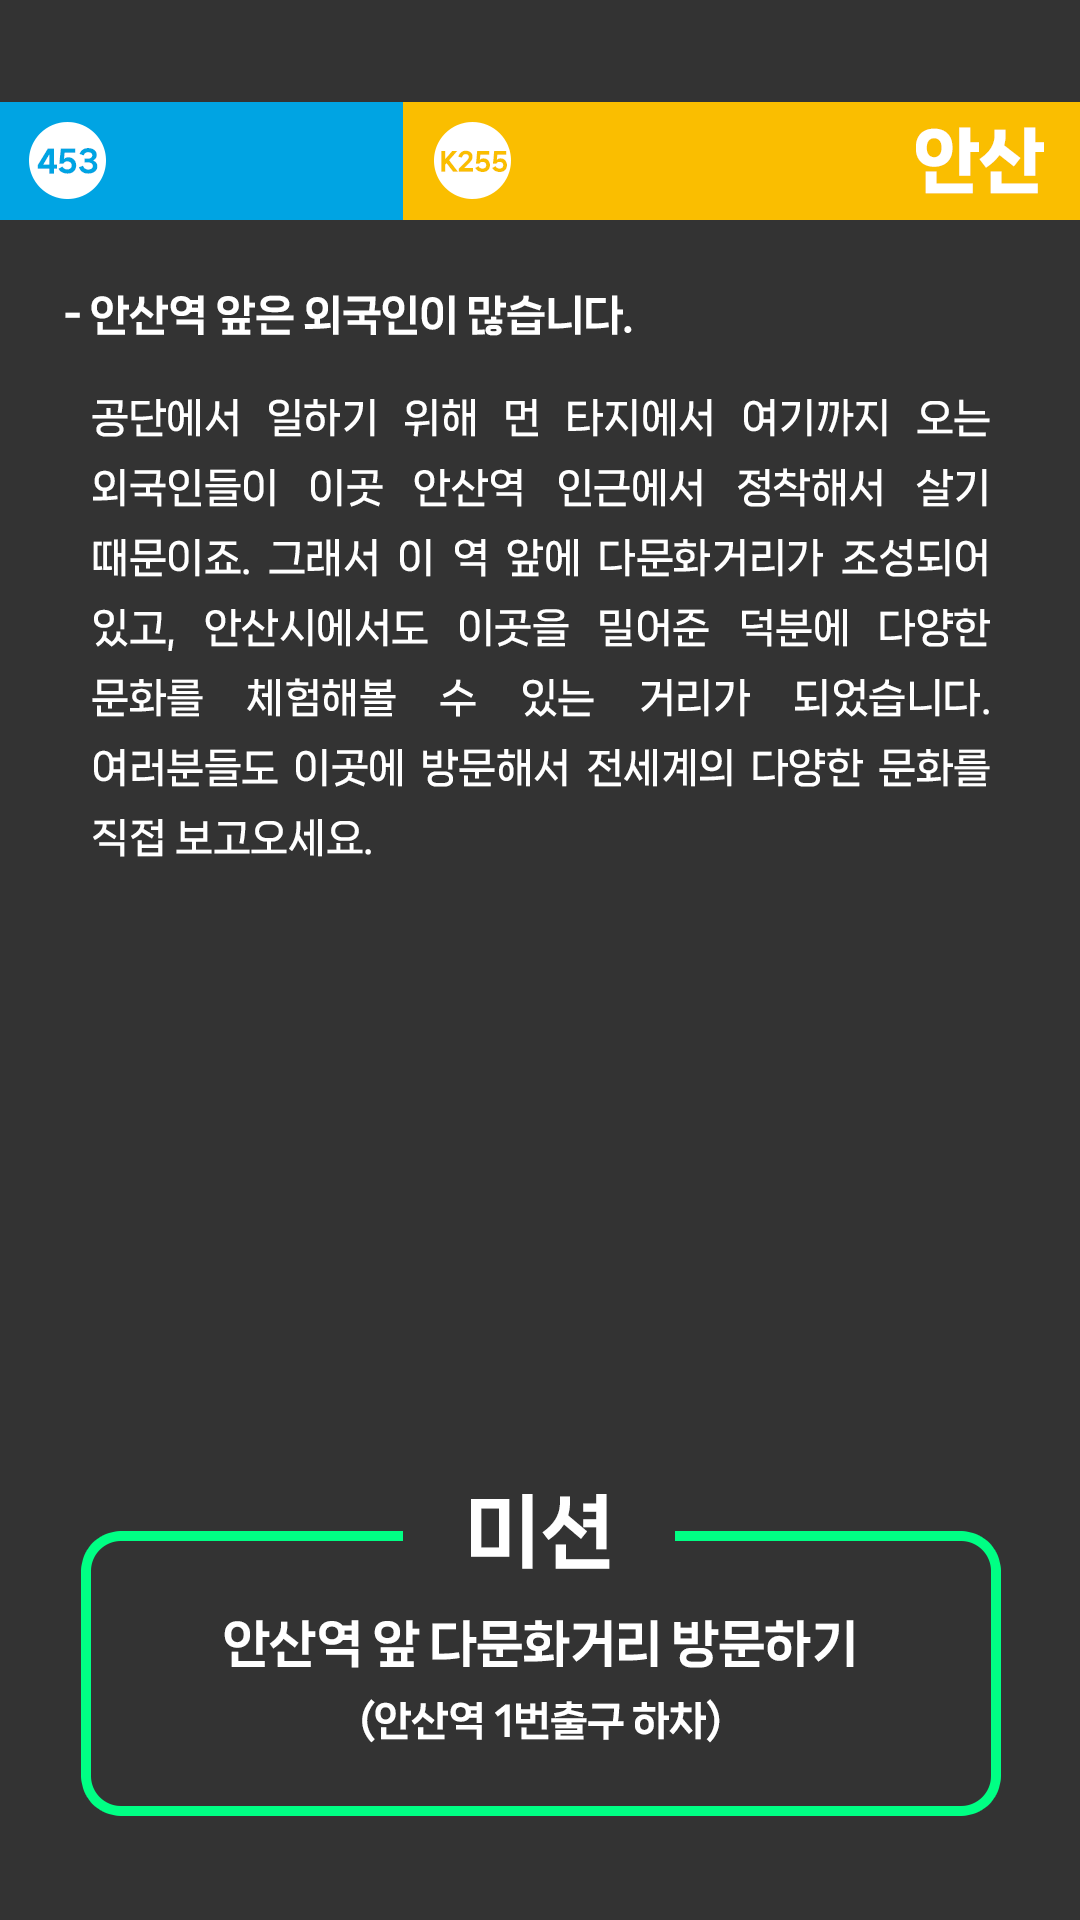 453 K255 안산
- 안산역 앞은 외국인이 많습니다.
공단에서 일하기 위해 먼 타지에서 여기까지 오는
외국인들이 이곳 안산역 인근에서 정착해서 살기
때문이죠. 그래서 이 역 앞에 다문화거리가 조성되어
있고, 안산시에서도 이곳을 밀어준 덕분에 다양한
문화를 체험해볼 수 있는 거리가 되었습니다.
여러분들도 이곳에 방문해서 전세계의 다양한 문화를
직접 보고오세요.
미션
안산역 앞 다문화거리 방문하기
(안산역 1번출구 하차)